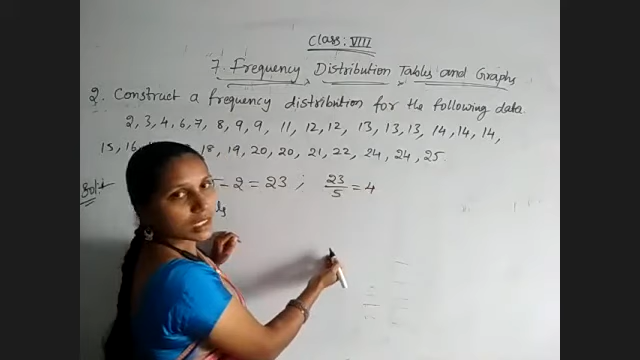 Class: VIII
7. Frequency Distribution Tables and Graphs
2. Construct a frequency distribution for the following data.
2, 3, 4, 6, 7, 8, 9, 9, 11, 12, 12, 13, 13, 13, 14, 14, 14,
15, 16, 18, 19, 20, 20, 21, 22, 24, 24, 25.
Sol:- - 2 = 23 ; 23/5 = 4